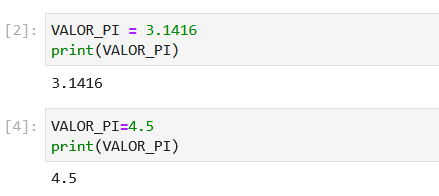 [2]: VALOR_PI = 3.1416
print(VALOR_PI)
3.1416
[4]: VALOR_PI=4.5
print(VALOR_PI)
4.5